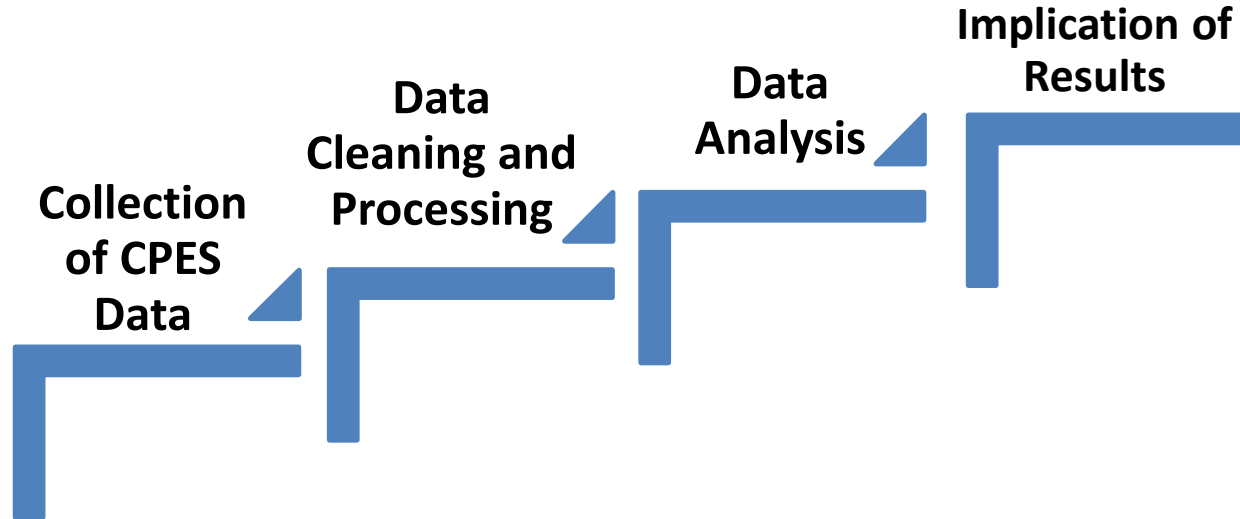 Collection
of CPES
Data
Data
Cleaning and
Processing
Data
Analysis
Implication of
Results